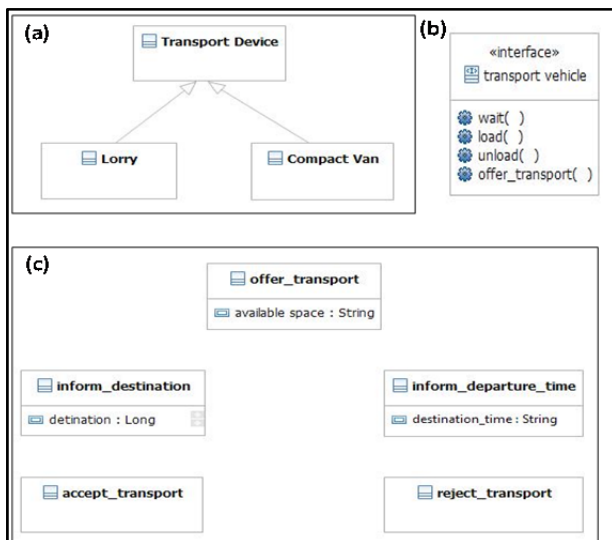 (a)
Transport Device
Lorry
Compact Van
(b)
«interface»
transport vehicle
wait( )
load( )
unload( )
offer_transport( )
(c)
offer_transport
available space : String
inform_destination
detination : Long
inform_departure_time
destination_time : String
accept_transport
reject_transport